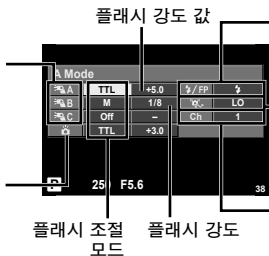 플래시 강도 값
A Mode
A TTL +5.0 ⚡/FP ⚡
B M 1/8 LO
C Off – Ch 1
TTL +3.0
P 250 F5.6 38
플래시 조절 모드
플래시 강도